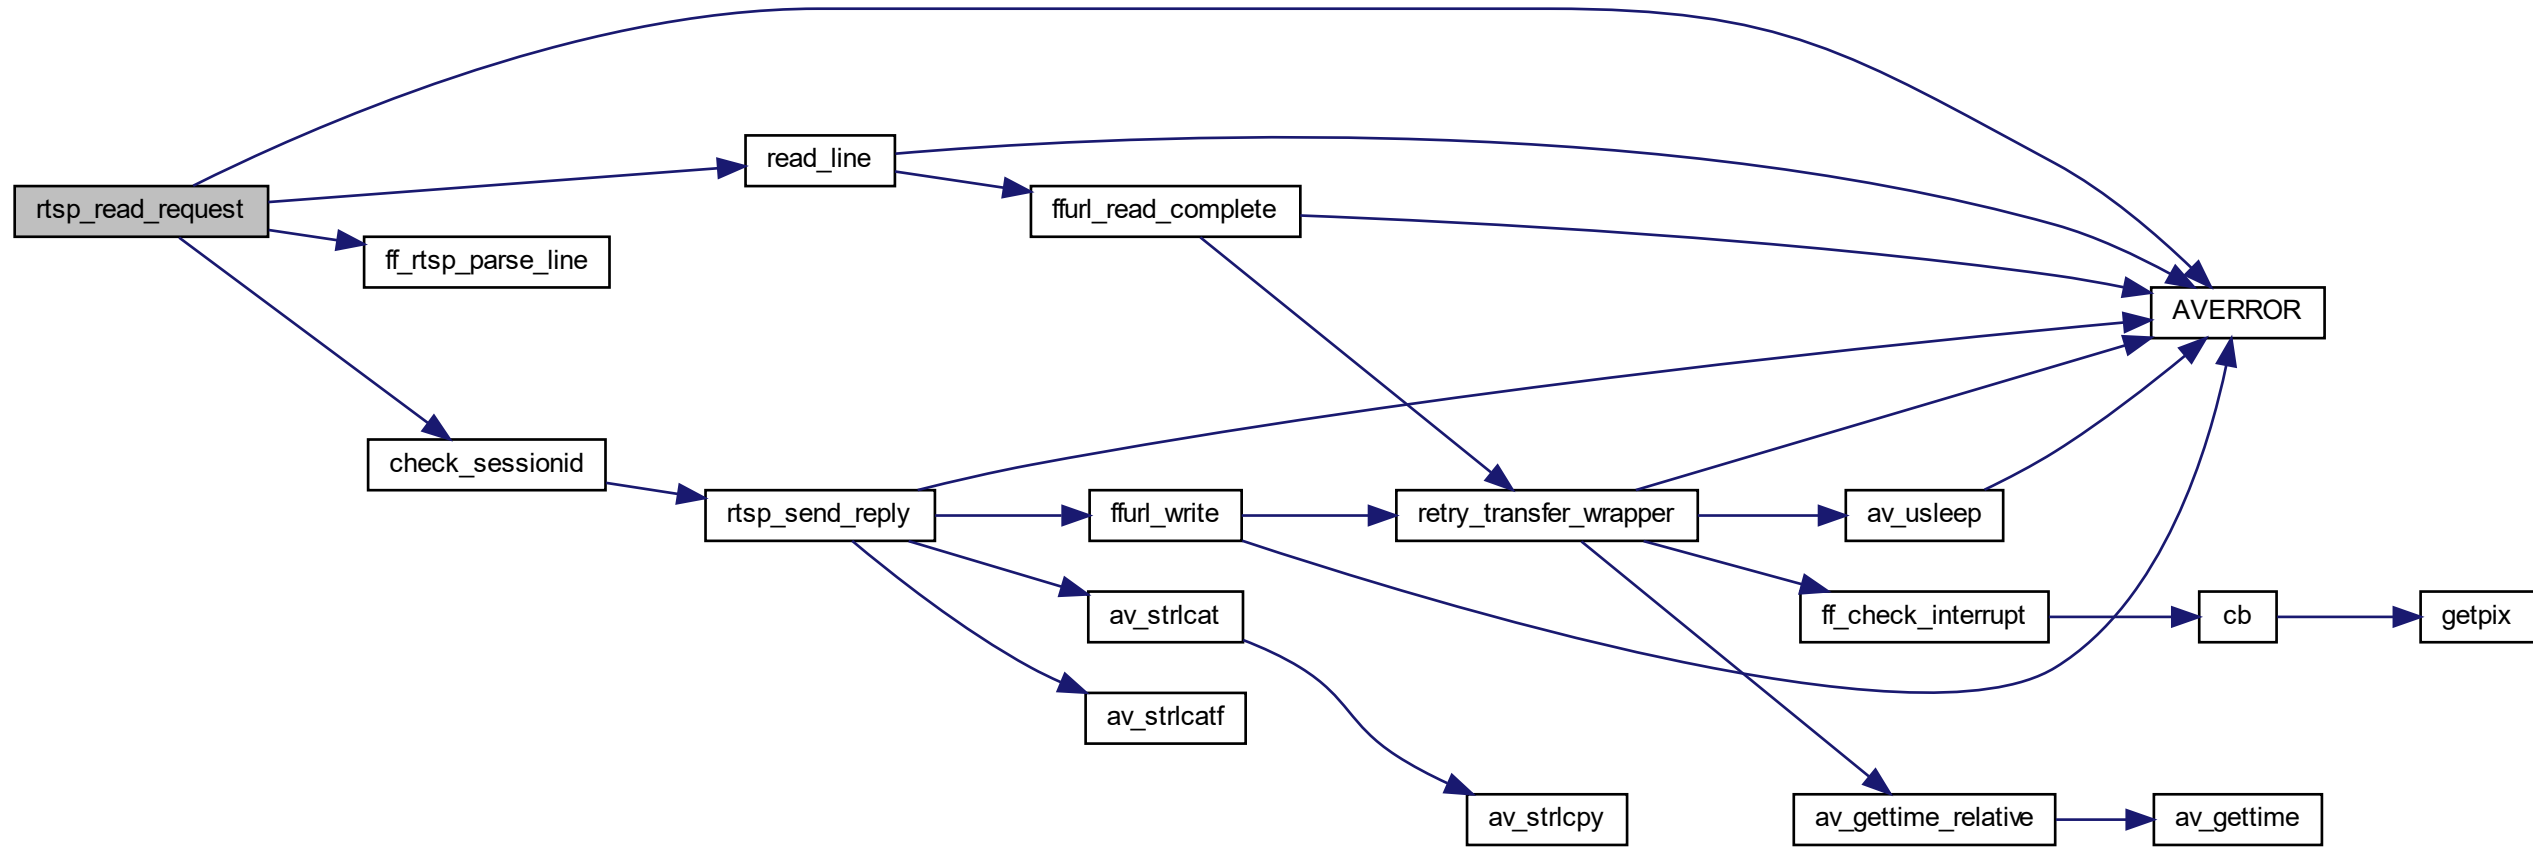 rtsp_read_request
read_line
ff_rtsp_parse_line
ffurl_read_complete
AVERROR
check_sessionid
rtsp_send_reply
ffurl_write
retry_transfer_wrapper
av_usleep
av_strlcat
ff_check_interrupt
cb
getpix
av_strlcatf
av_strlcpy
av_gettime_relative
av_gettime